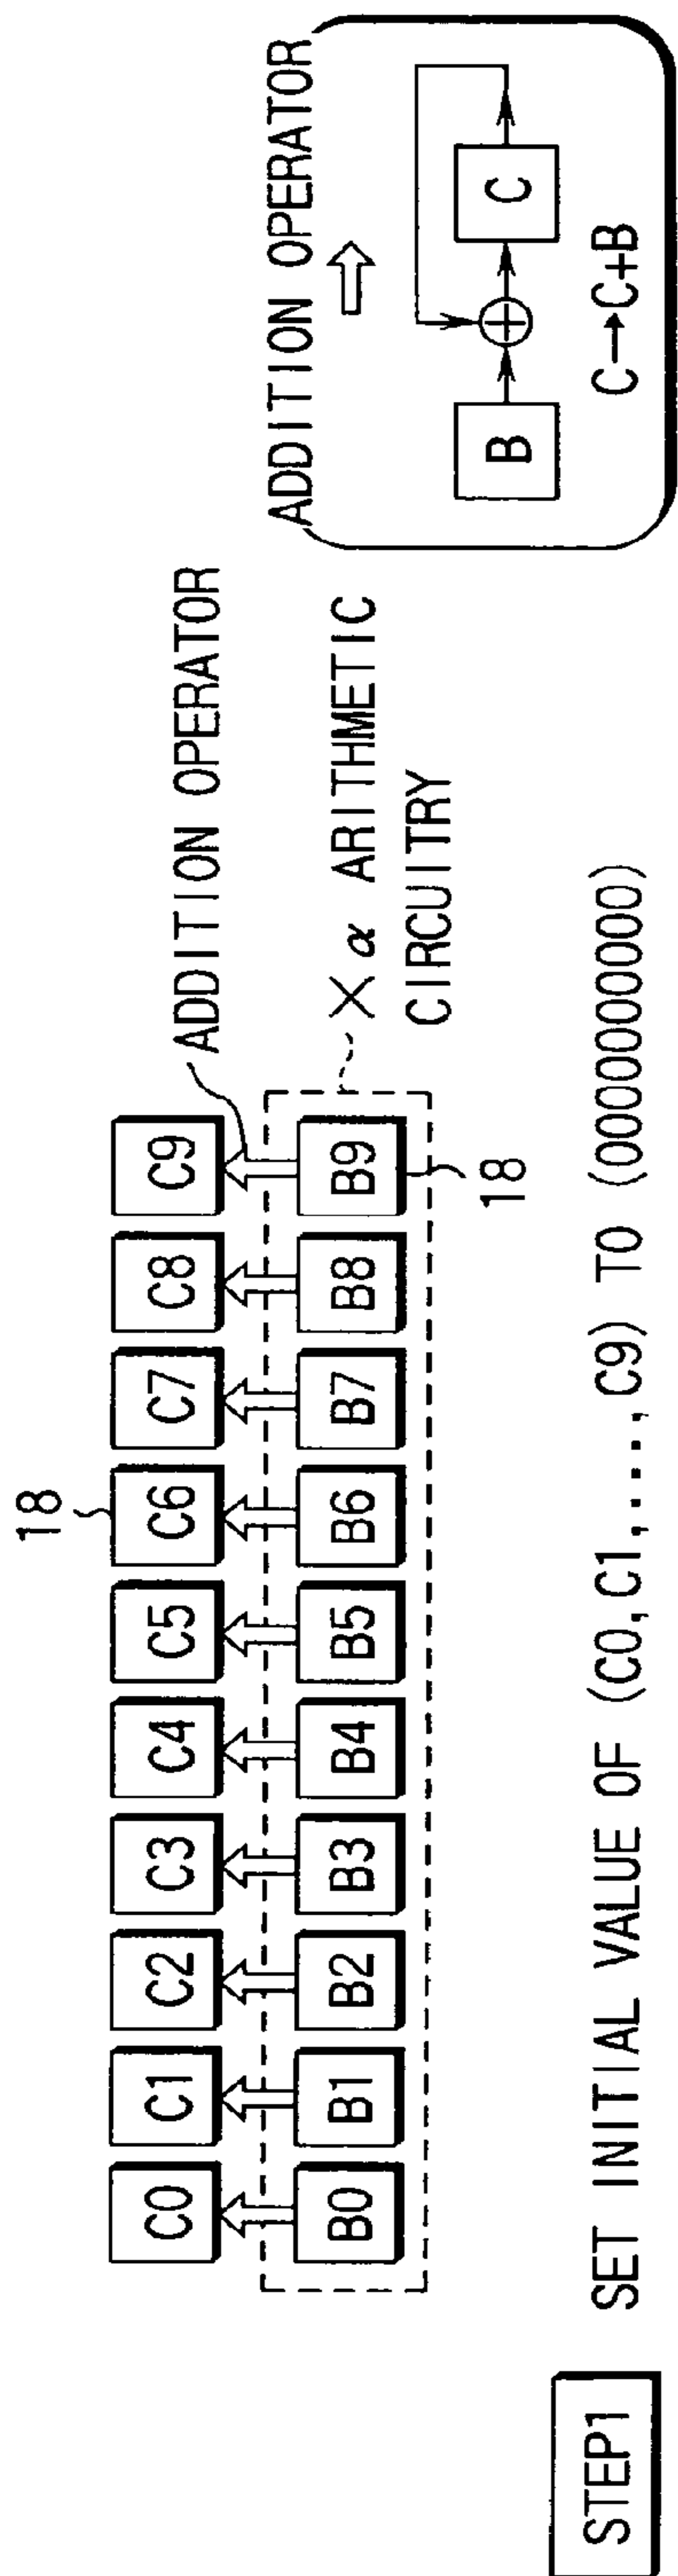 18
C0 C1 C2 C3 C4 C5 C6 C7 C8 C9
ADDITION OPERATOR
B0 B1 B2 B3 B4 B5 B6 B7 B8 B9
×α ARITHMETIC
CIRCUITRY
18
ADDITION OPERATOR
B + C
C→C+B
STEP1 SET INITIAL VALUE OF (C0,C1,...,C9) TO (0000000000)